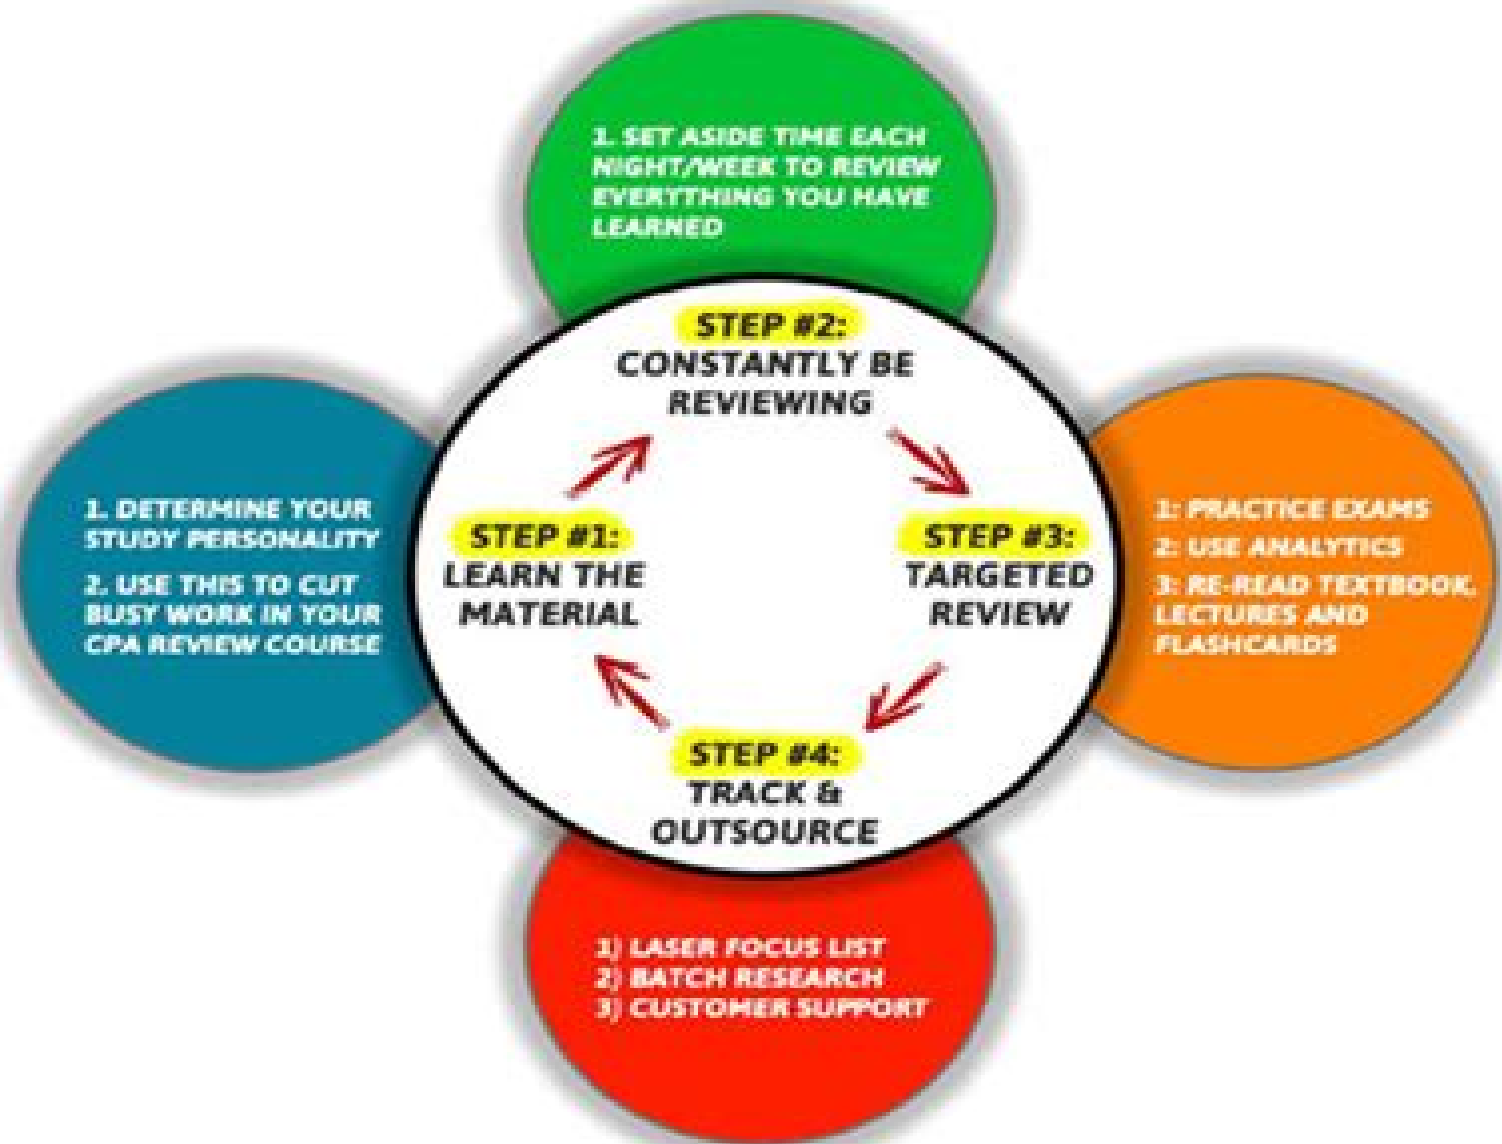 1. SET ASIDE TIME EACH
NIGHT/WEEK TO REVIEW
EVERYTHING YOU HAVE
LEARNED
STEP #2:
CONSTANTLY BE
REVIEWING
1. DETERMINE YOUR
STUDY PERSONALITY
2. USE THIS TO CUT
BUSY WORK IN YOUR
CPA REVIEW COURSE
STEP #1:
LEARN THE
MATERIAL
STEP #3:
TARGETED
REVIEW
1: PRACTICE EXAMS
2: USE ANALYTICS
3: RE-READ TEXTBOOK,
LECTURES AND
FLASHCARDS
STEP #4:
TRACK &
OUTSOURCE
1) LASER FOCUS LIST
2) BATCH RESEARCH
3) CUSTOMER SUPPORT